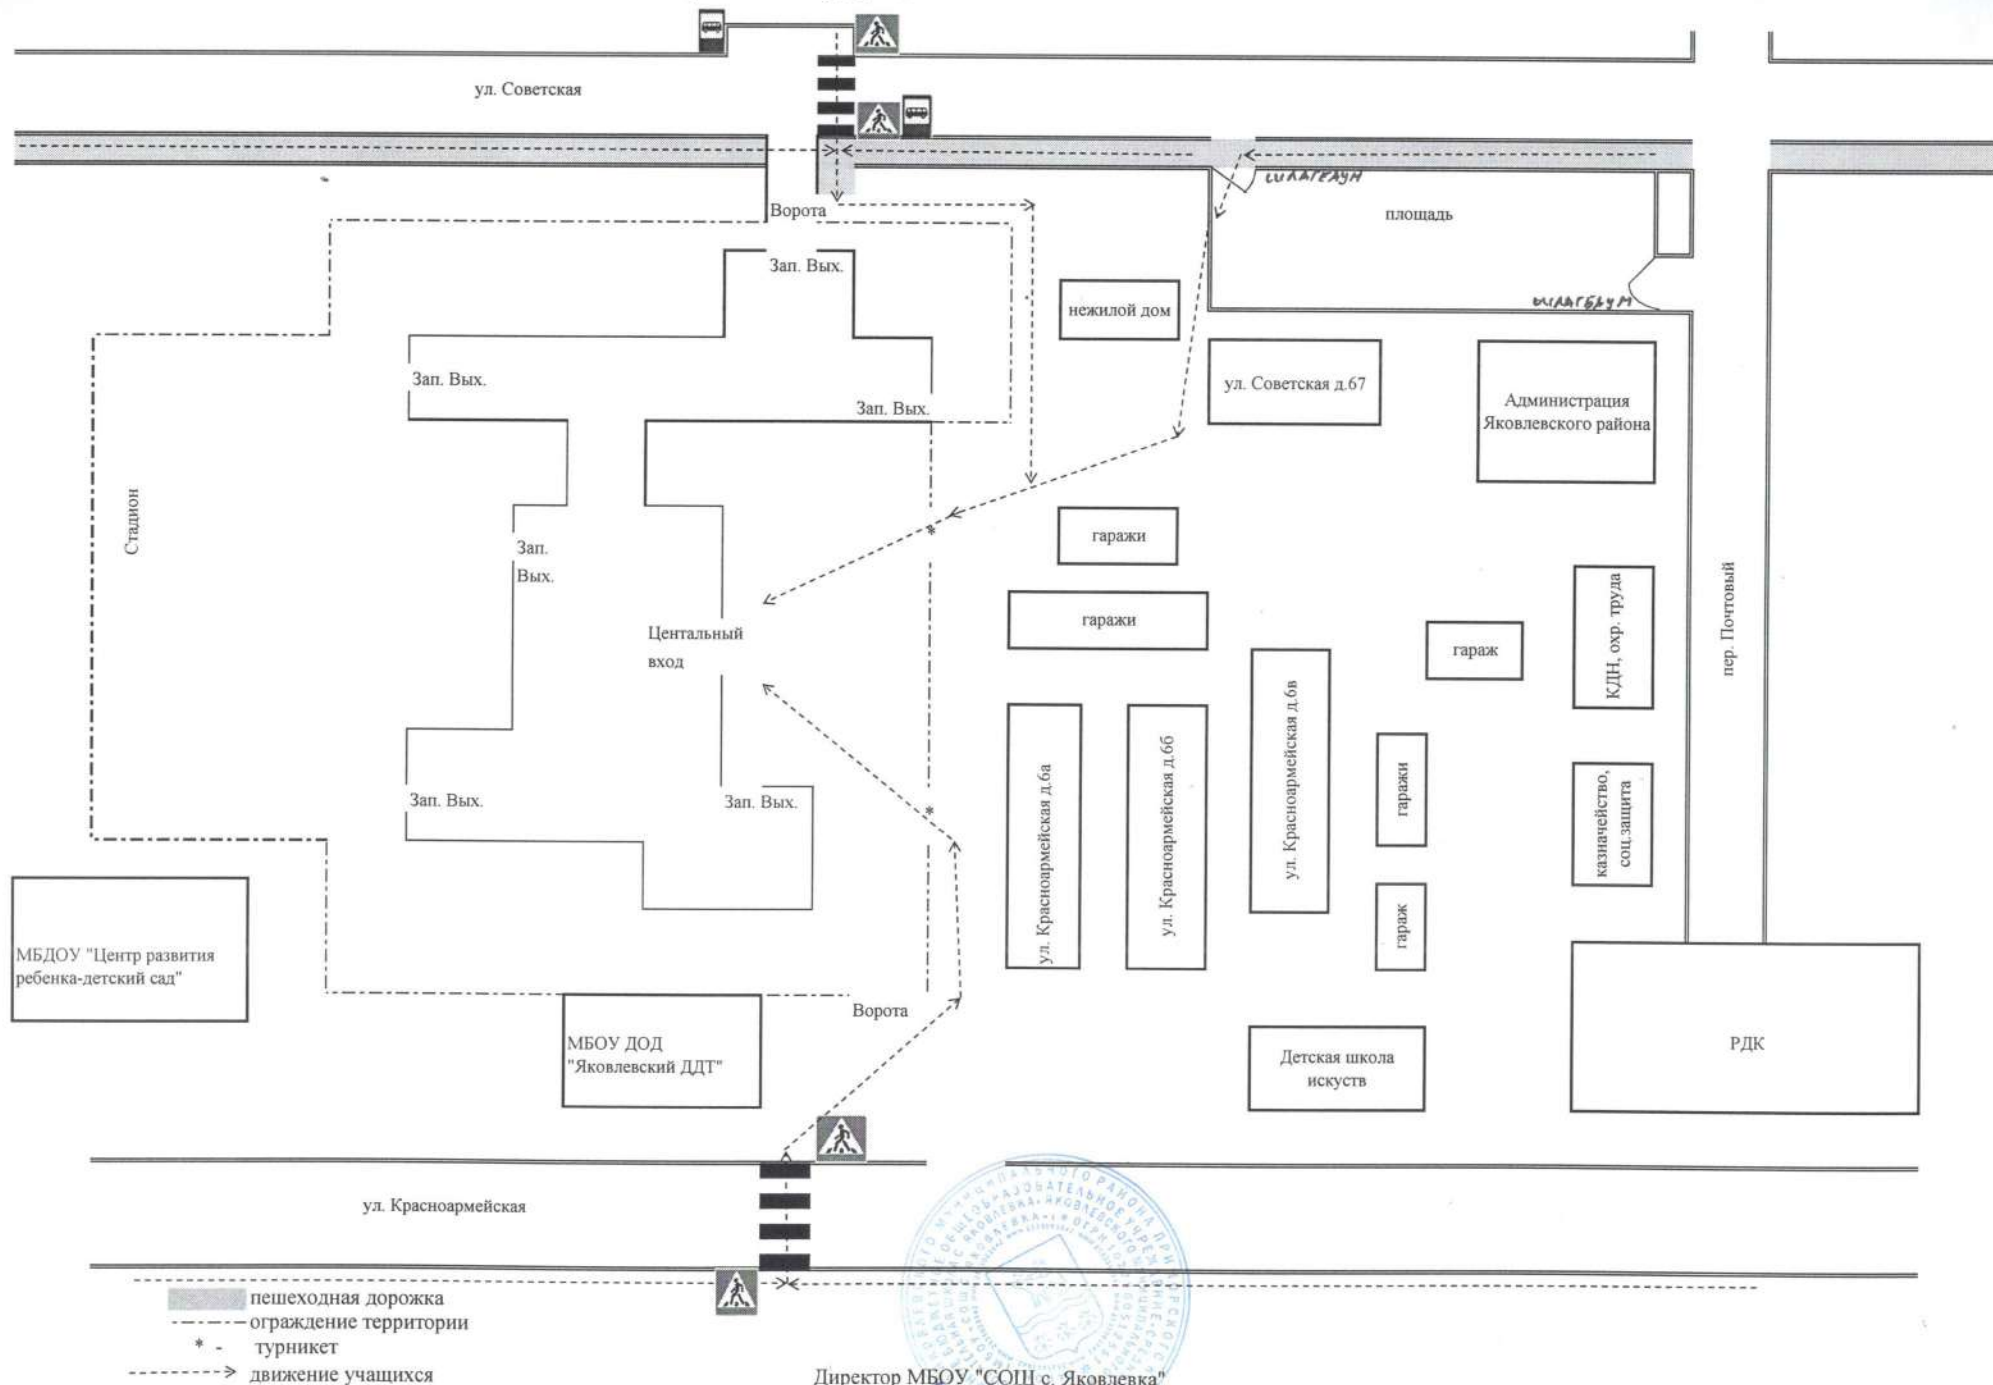 ул. Советская
шлагбаум
Ворота
площадь
Зап. Вых.
шлагбаум
нежилой дом
Зап. Вых.
ул. Советская д.67
Зап. Вых.
Администрация
Яковлевского района
Стадион
гаражи
Зап.
Вых.
гаражи
Центальный
вход
гараж
КДН, охр. труда
пер. Почтовый
ул. Красноармейская д.6а
ул. Красноармейская д.6б
ул. Красноармейская д.6в
гаражи
казначейство,
соц.защита
Зап. Вых.
Зап. Вых.
гараж
МБДОУ "Центр развития
ребенка-детский сад"
Ворота
МБОУ ДОД
"Яковлевский ДДТ"
Детская школа
искуств
РДК
ул. Красноармейская
пешеходная дорожка
ограждение территории
* - турникет
движение учащихся
Директор МБОУ "СОШ с. Яковлевка"